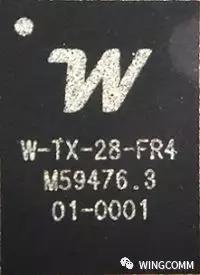 W
W-TX-28-FR4
M59476.3
01-0001
WINGCOMM